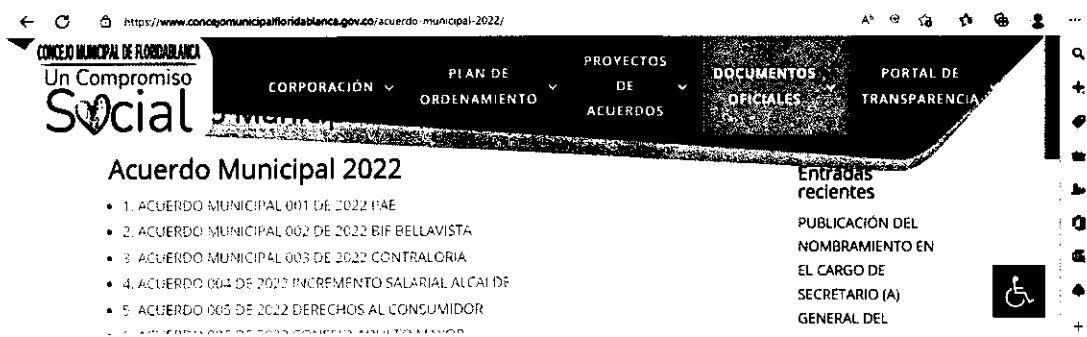 https://www.concejomunicipalfloridablanca.gov.co/acuerdo-municipal-2022/
CONCEJO MUNICIPAL DE FLORIDABLANCA
Un Compromiso
Social
CORPORACIÓN
PLAN DE
ORDENAMIENTO
PROYECTOS
DE
ACUERDOS
DOCUMENTOS
OFICIALES
PORTAL DE
TRANSPARENCIA
Acuerdo Municipal 2022
• 1. ACUERDO MUNICIPAL 001 DE 2022 PAE
• 2. ACUERDO MUNICIPAL 002 DE 2022 BIF BELLAVISTA
• 3. ACUERDO MUNICIPAL 003 DE 2022 CONTRALORIA
• 4. ACUERDO 004 DE 2022 INCREMENTO SALARIAL ALCALDE
• 5. ACUERDO 005 DE 2022 DERECHOS AL CONSUMIDOR
Entradas
recientes
PUBLICACIÓN DEL
NOMBRAMIENTO EN
EL CARGO DE
SECRETARIO (A)
GENERAL DEL